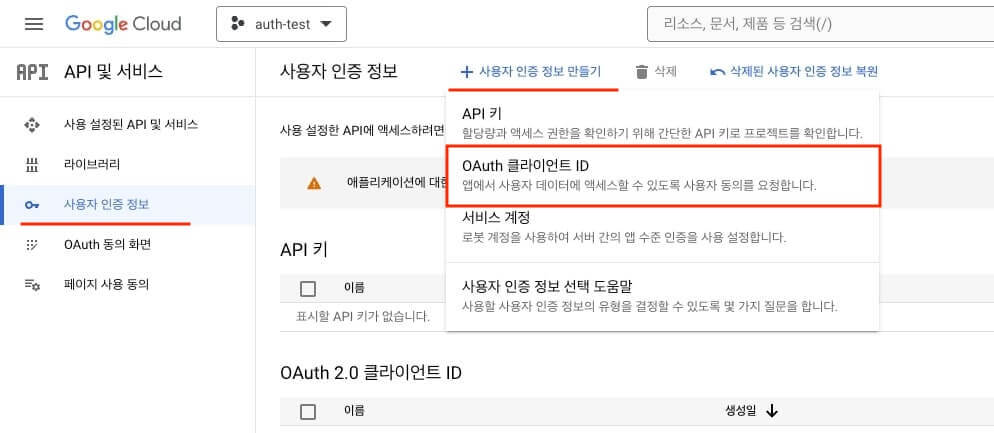 Google Cloud
auth-test
리소스, 문서, 제품 등 검색(/)
API
API 및 서비스
사용 설정된 API 및 서비스
라이브러리
사용자 인증 정보
OAuth 동의 화면
페이지 사용 동의
사용자 인증 정보
+ 사용자 인증 정보 만들기
삭제
삭제된 사용자 인증 정보 복원
사용 설정한 API에 액세스하려면
애플리케이션에 대한
API 키
할당량과 액세스 권한을 확인하기 위해 간단한 API 키로 프로젝트를 확인합니다.
OAuth 클라이언트 ID
앱에서 사용자 데이터에 액세스할 수 있도록 사용자 동의를 요청합니다.
서비스 계정
로봇 계정을 사용하여 서버 간의 앱 수준 인증을 사용 설정합니다.
사용자 인증 정보 선택 도움말
사용할 사용자 인증 정보의 유형을 결정할 수 있도록 몇 가지 질문을 합니다.
API 키
이름
표시할 API 키가 없습니다.
OAuth 2.0 클라이언트 ID
이름
생성일